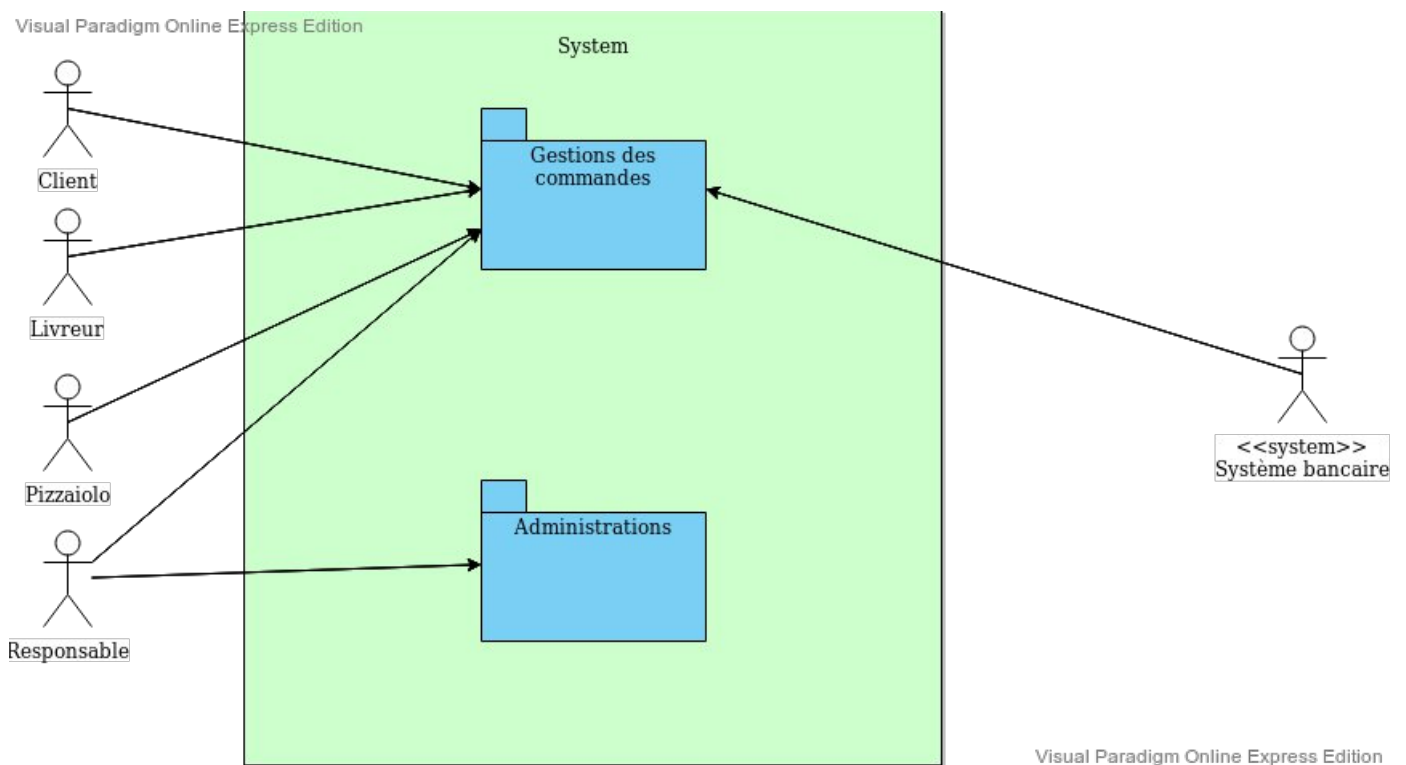 Visual Paradigm Online Express Edition
System
Client
Gestions des
commandes
Livreur
<<system>>
Système bancaire
Pizzaiolo
Administrations
Responsable
Visual Paradigm Online Express Edition